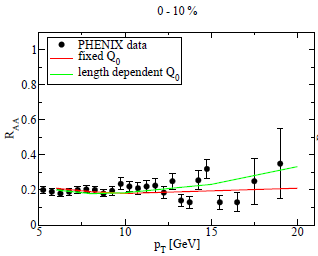 0 - 10 %
PHENIX data
fixed Q0
length dependent Q0
1
0.8
0.6
0.4
0.2
0
RAA
5
10
15
20
pT [GeV]